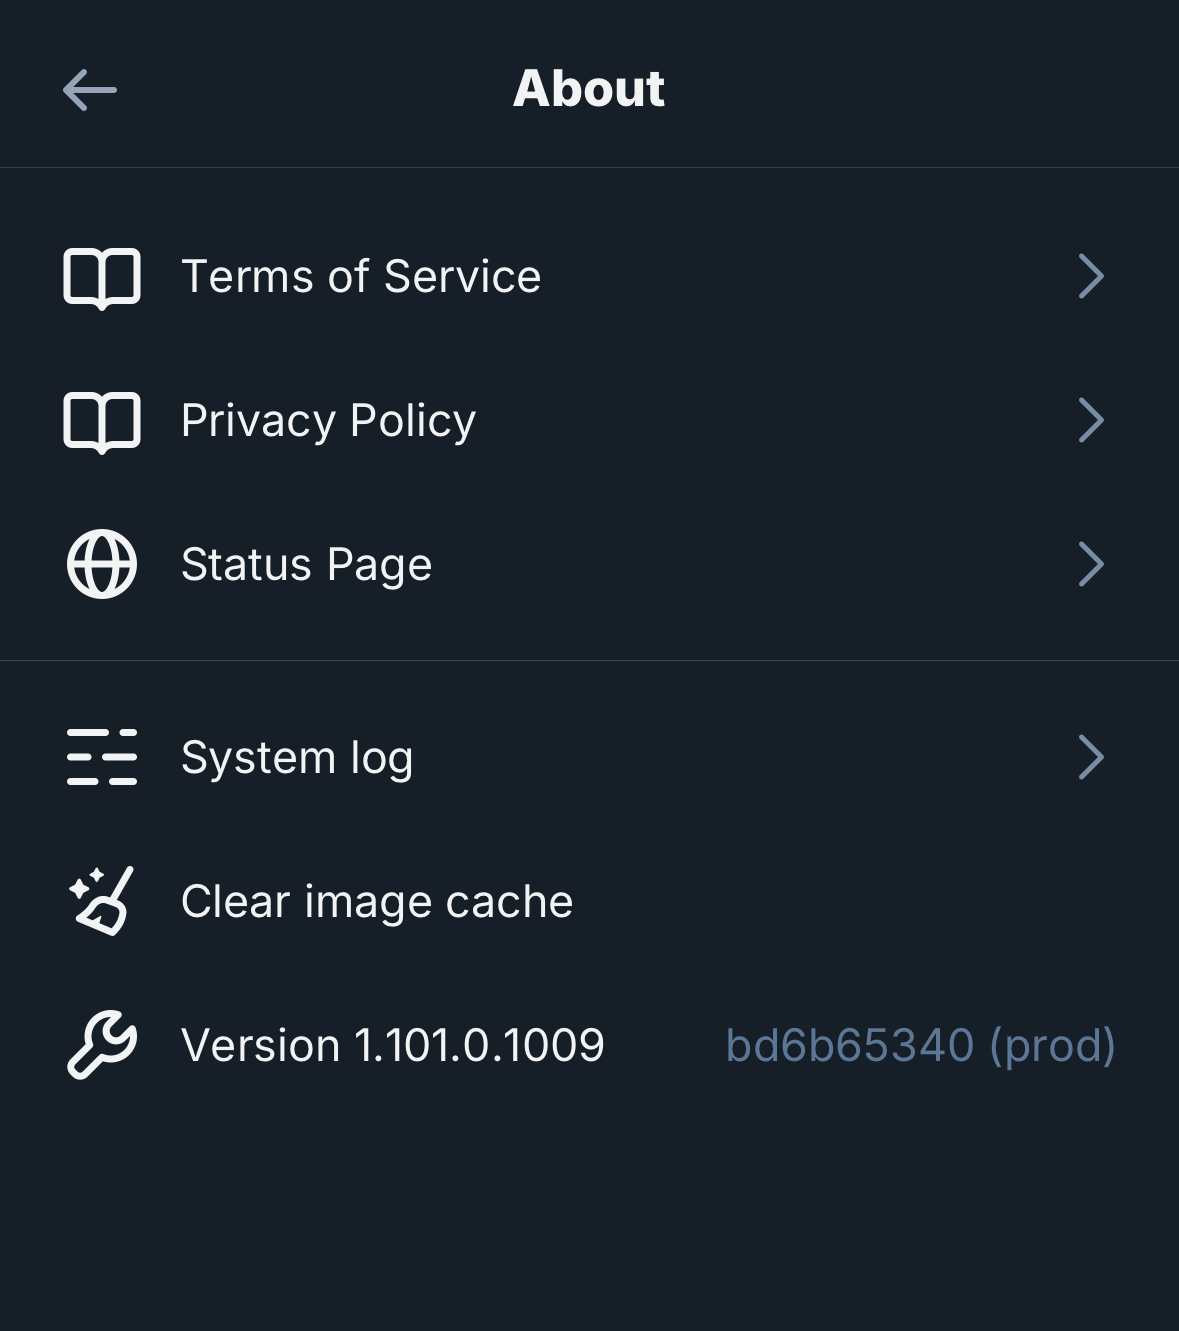 About
Terms of Service
Privacy Policy
Status Page
System log
Clear image cache
Version 1.101.0.1009 bd6b65340 (prod)